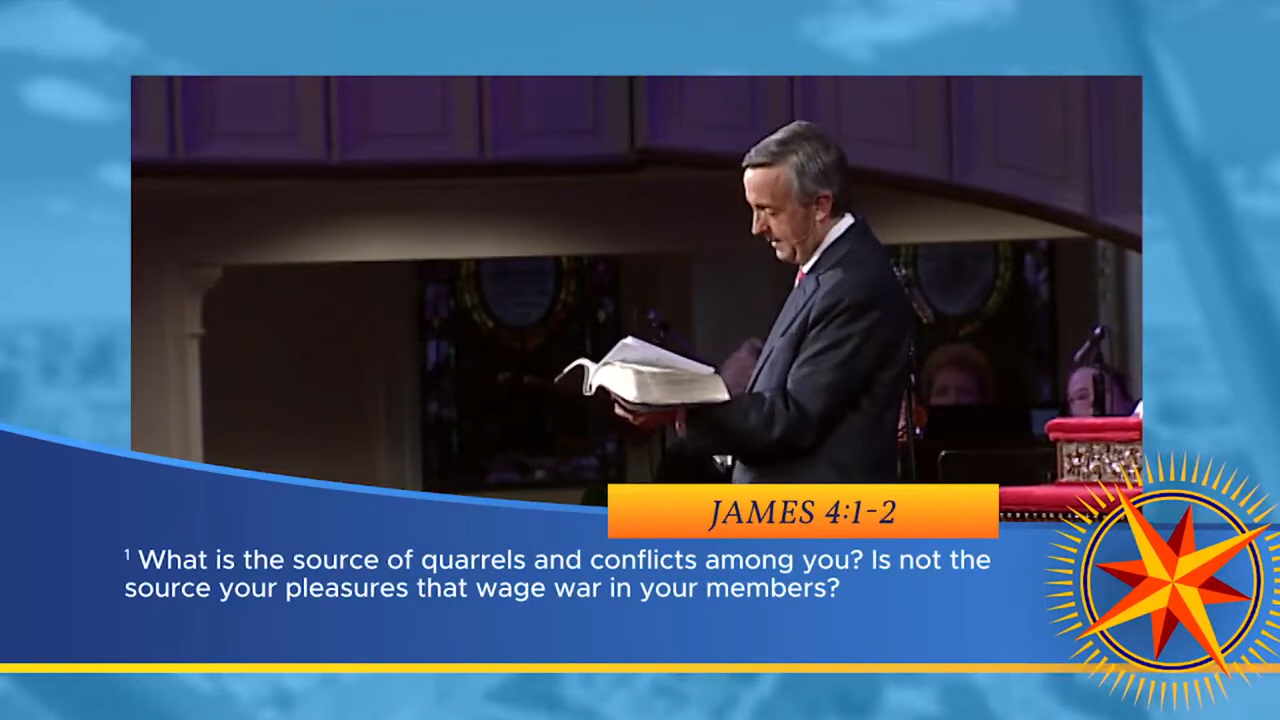 JAMES 4:1-2
¹ What is the source of quarrels and conflicts among you? Is not the
source your pleasures that wage war in your members?